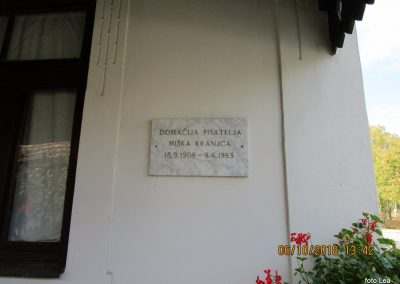 DOMAČIJA PISATELJA
MIŠKA KRANJCA
15.9.1908 - 8.6.1983
06/10/2010 13:42
foto Lea